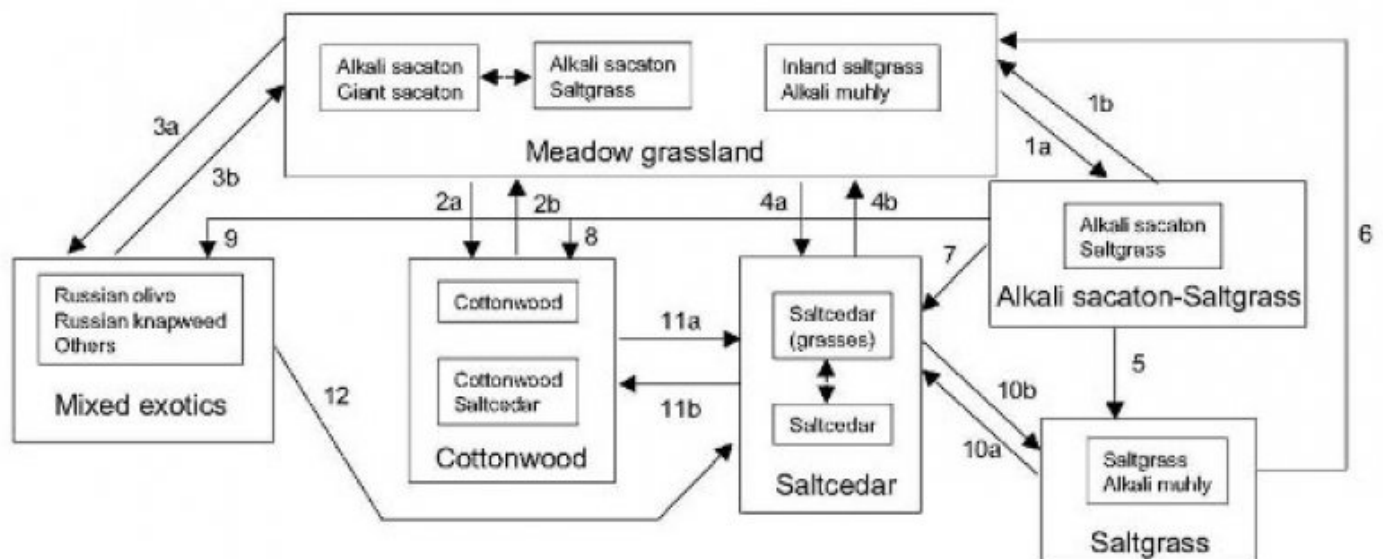 Alkali sacaton
Giant sacaton
Alkali sacaton
Saltgrass
Inland saltgrass
Alkali muhly
Meadow grassland
3a
3b
1b
1a
2a
2b
4a
4b
6
9
8
7
Alkali sacaton
Saltgrass
Alkali sacaton-Saltgrass
Russian olive
Russian knapweed
Others
Mixed exotics
12
Cottonwood
Cottonwood
Saltcedar
Cottonwood
11a
11b
Saltcedar
(grasses)
Saltcedar
Saltcedar
5
10b
10a
Saltgrass
Alkali muhly
Saltgrass